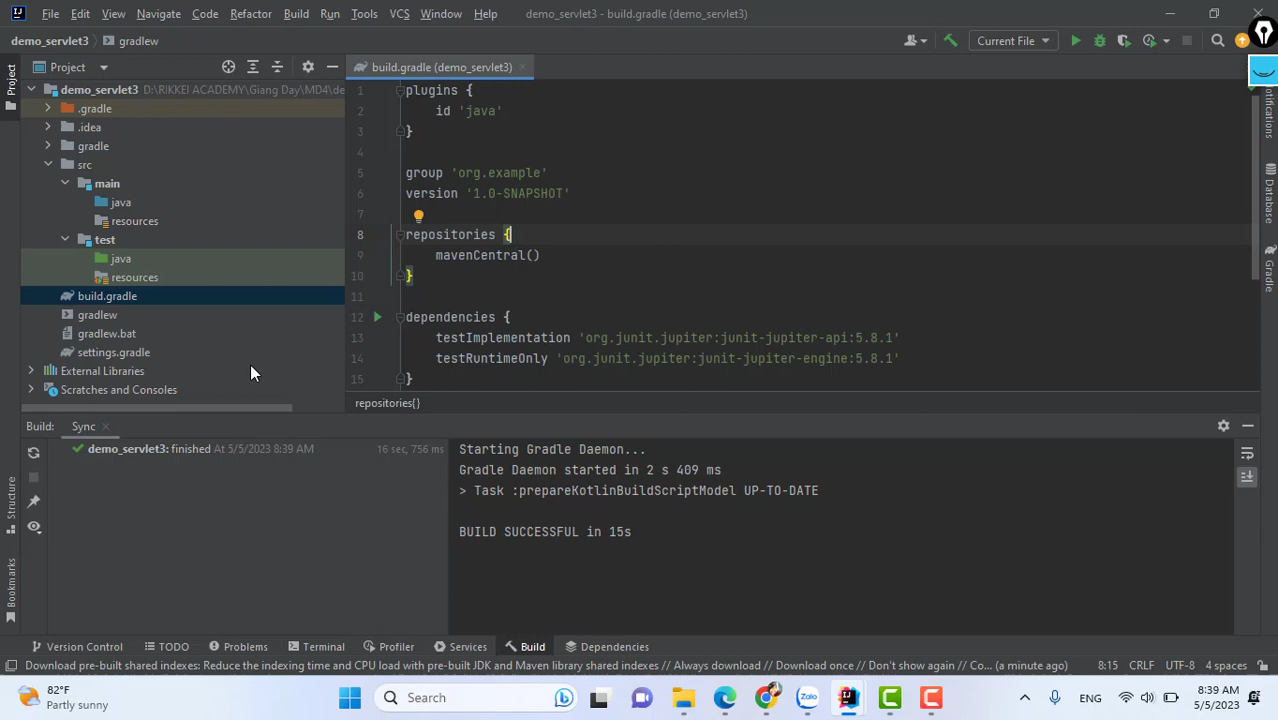 File Edit View Navigate Code Refactor Build Run Tools VCS Window Help demo_servlet3 - build.gradle (demo_servlet3)
demo_servlet3 gradlew Current File
Project
Project
build.gradle (demo_servlet3)
demo_servlet3 D:\RIKKEI ACADEMY\Giang Day\MD4\de
.gradle
.idea
gradle
src
main
java
resources
test
java
resources
build.gradle
gradlew
gradlew.bat
settings.gradle
External Libraries
Scratches and Consoles
1 plugins {
2 id 'java'
3 }
4
5 group 'org.example'
6 version '1.0-SNAPSHOT'
7
8 repositories {
9 mavenCentral()
10 }
11
12 dependencies {
13 testImplementation 'org.junit.jupiter:junit-jupiter-api:5.8.1'
14 testRuntimeOnly 'org.junit.jupiter:junit-jupiter-engine:5.8.1'
15 }
repositories{}
Database
Gradle
Build: Sync
demo_servlet3: finished At 5/5/2023 8:39 AM 16 sec, 756 ms
Starting Gradle Daemon...
Gradle Daemon started in 2 s 409 ms
> Task :prepareKotlinBuildScriptModel UP-TO-DATE
BUILD SUCCESSFUL in 15s
Structure
Bookmarks
Version Control TODO Problems Terminal Profiler Services Build Dependencies
Download pre-built shared indexes: Reduce the indexing time and CPU load with pre-built JDK and Maven library shared indexes // Always download // Download once // Don't show again // Co... (a minute ago) 8:15 CRLF UTF-8 4 spaces
82°F
Partly sunny
Search
ENG
8:39 AM
5/5/2023